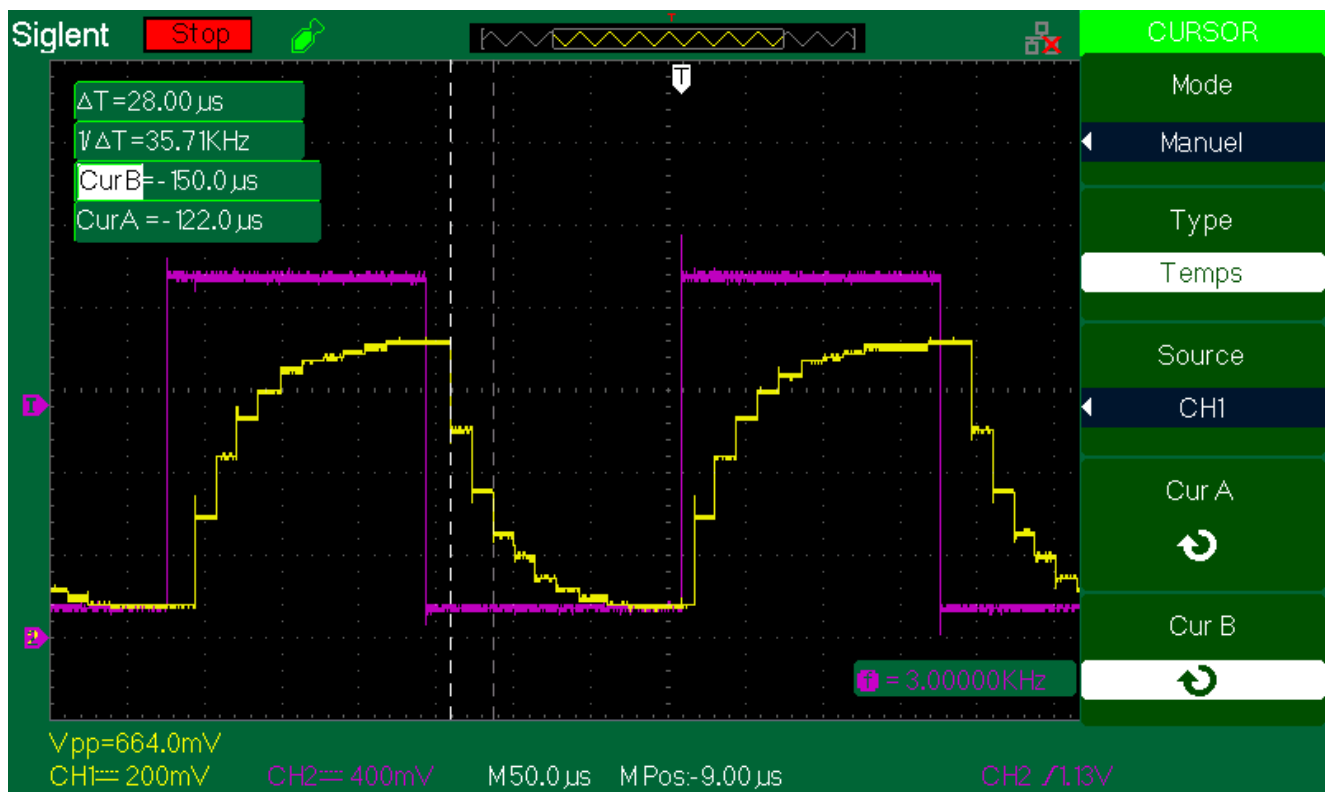 Siglent Stop CURSOR
T
Mode
Manuel
Type
Temps
Source
CH1
Cur A
Cur B
ΔT=28.00µs
1/ΔT=35.71KHz
CurB=-150.0µs
CurA=-122.0µs
T
T
f = 3.00000KHz
Vpp=664.0mV
CH1 200mV CH2 400mV M50.0µs M Pos:-9.00µs CH2 1.13V